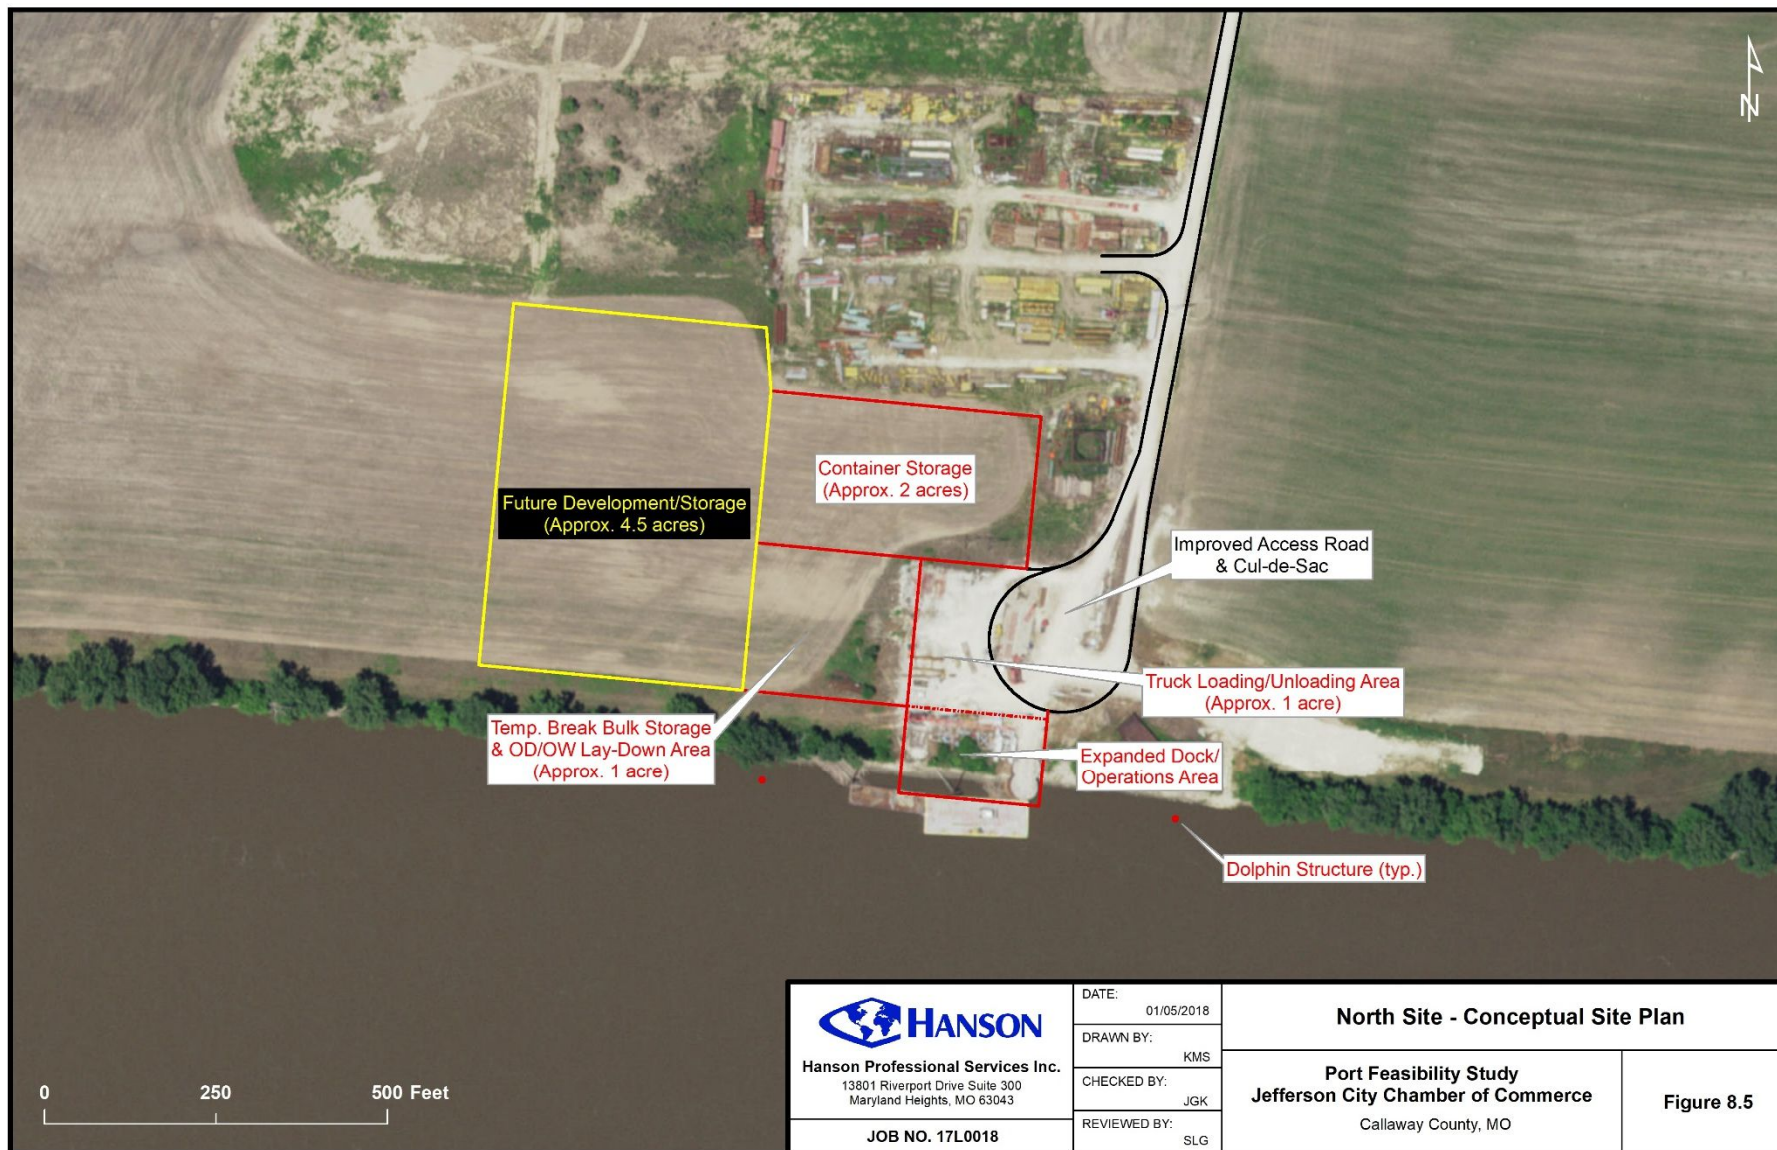 N
Container Storage
(Approx. 2 acres)
Future Development/Storage
(Approx. 4.5 acres)
Improved Access Road
& Cul-de-Sac
Truck Loading/Unloading Area
(Approx. 1 acre)
Temp. Break Bulk Storage
& OD/OW Lay-Down Area
(Approx. 1 acre)
Expanded Dock/
Operations Area
Dolphin Structure (typ.)
0 250 500 Feet
HANSON
Hanson Professional Services Inc.
13801 Riverport Drive Suite 300
Maryland Heights, MO 63043
JOB NO. 17L0018
DATE:
01/05/2018
DRAWN BY:
KMS
CHECKED BY:
JGK
REVIEWED BY:
SLG
North Site - Conceptual Site Plan
Port Feasibility Study
Jefferson City Chamber of Commerce
Callaway County, MO
Figure 8.5